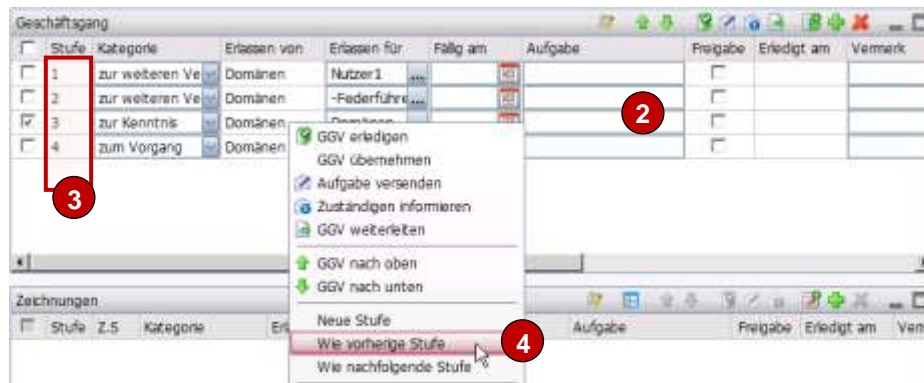 Geschäftsgang
Stufe Kategorie Erlassen von Erlassen für Fällig am Aufgabe Freigabe Erledigt am Vermerk
1 zur weiteren Ve Domänen Nutzer1 ...
2 zur weiteren Ve Domänen -Federführe ...
3 zur Kenntnis Domänen Domänen
4 zum Vorgang Domänen
2
3
GGV erledigen
GGV übernehmen
Aufgabe versenden
Zuständigen informieren
GGV weiterleiten
GGV nach oben
GGV nach unten
Neue Stufe
Wie vorherige Stufe
Wie nachfolgende Stufe
4
Zeichnungen
Stufe Z.S Kategorie Erl Aufgabe Freigabe Erledigt am Verm